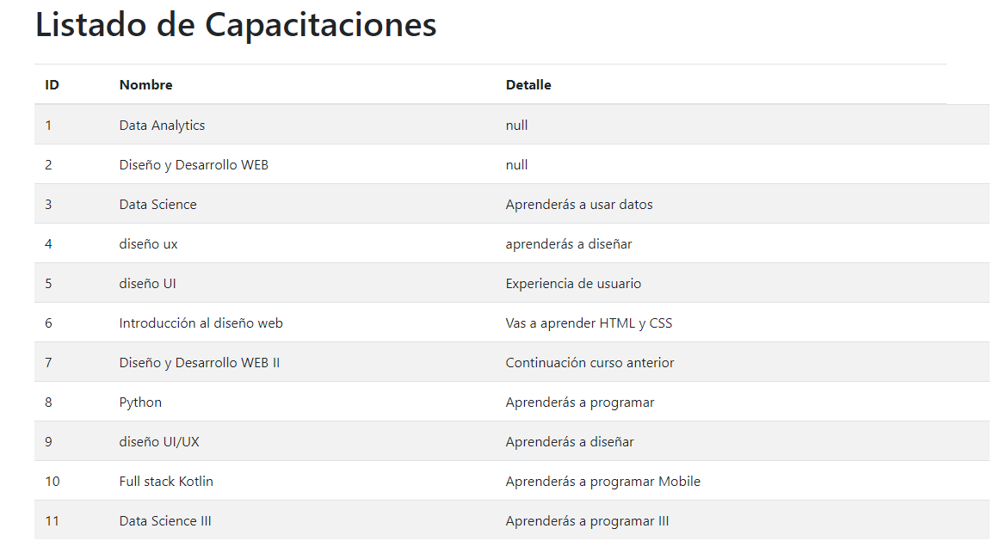 Listado de Capacitaciones
ID Nombre Detalle
1 Data Analytics null
2 Diseño y Desarrollo WEB null
3 Data Science Aprenderás a usar datos
4 diseño ux aprenderás a diseñar
5 diseño UI Experiencia de usuario
6 Introducción al diseño web Vas a aprender HTML y CSS
7 Diseño y Desarrollo WEB II Continuación curso anterior
8 Python Aprenderás a programar
9 diseño UI/UX Aprenderás a diseñar
10 Full stack Kotlin Aprenderás a programar Mobile
11 Data Science III Aprenderás a programar III